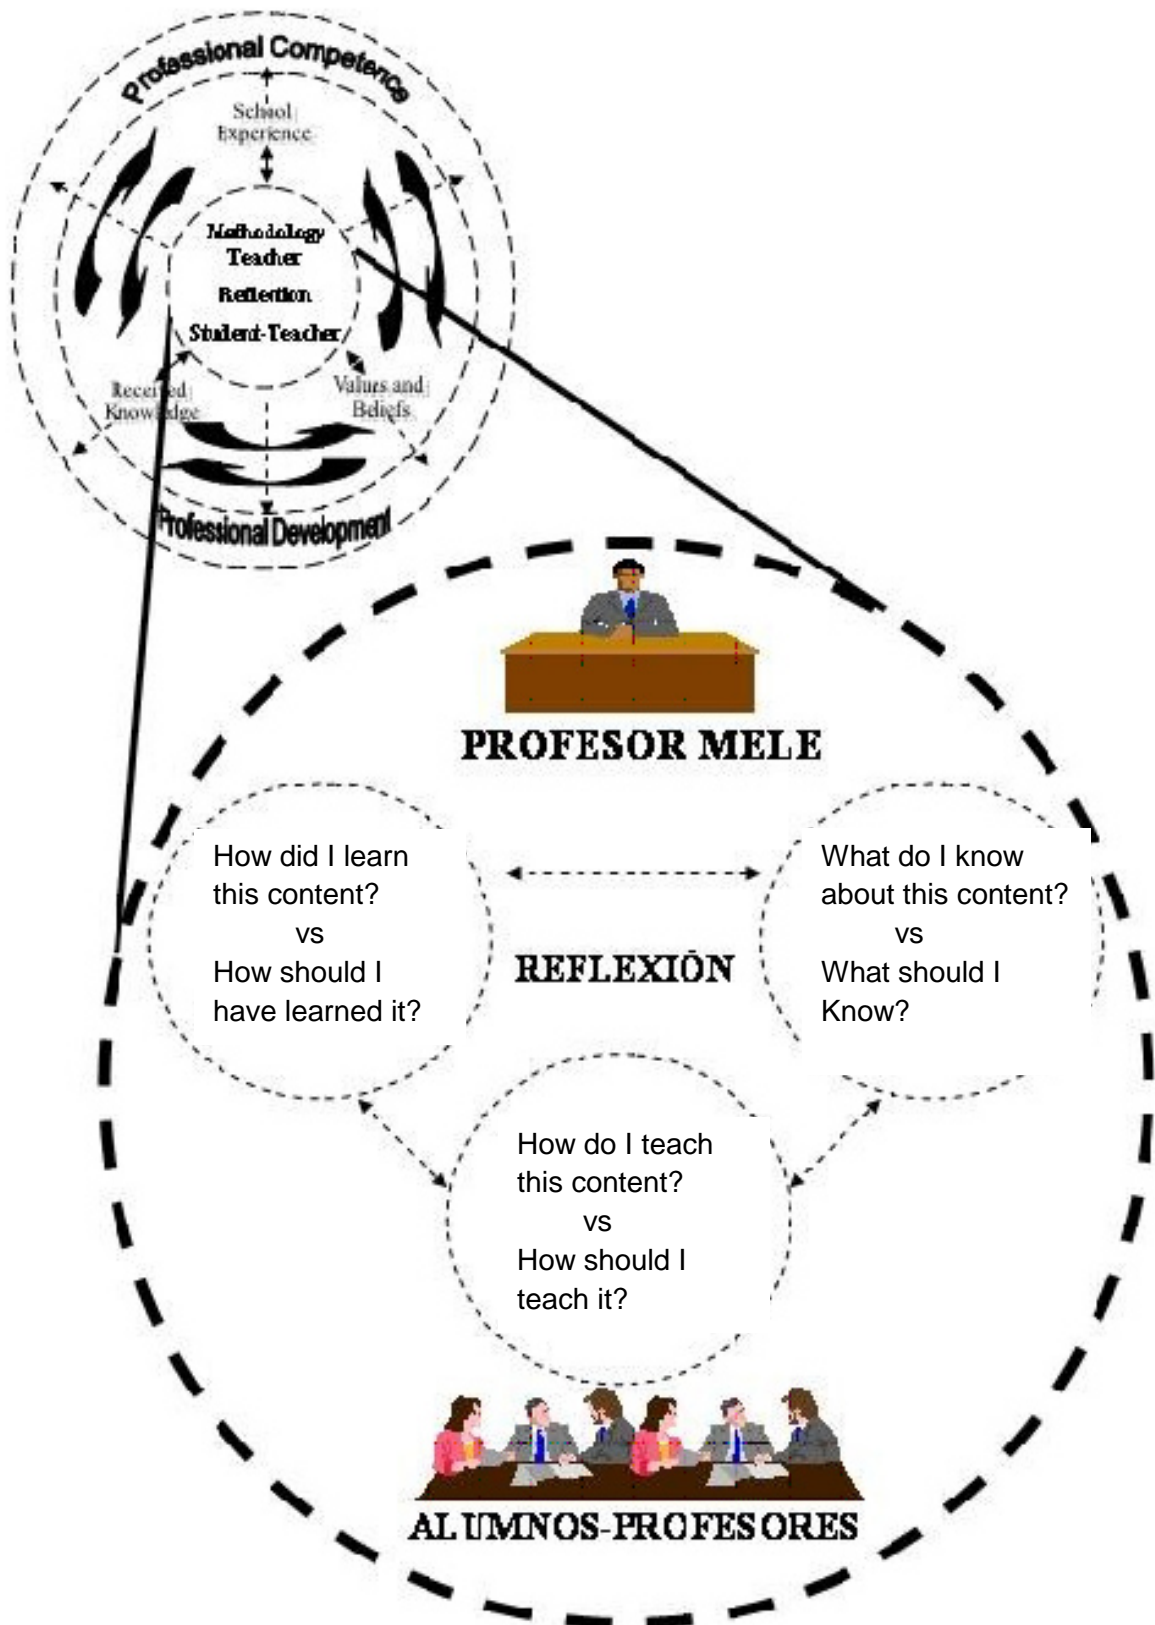 Professional Competence
School
Experience
Methodology
Teacher
Reflection
Student-Teacher
Received
Knowledge
Values and
Beliefs
Professional Development
PROFESOR MELE
How did I learn
this content?
vs
How should I
have learned it?
What do I know
about this content?
vs
What should I
Know?
REFLEXIÓN
How do I teach
this content?
vs
How should I
teach it?
ALUMNOS-PROFESORES